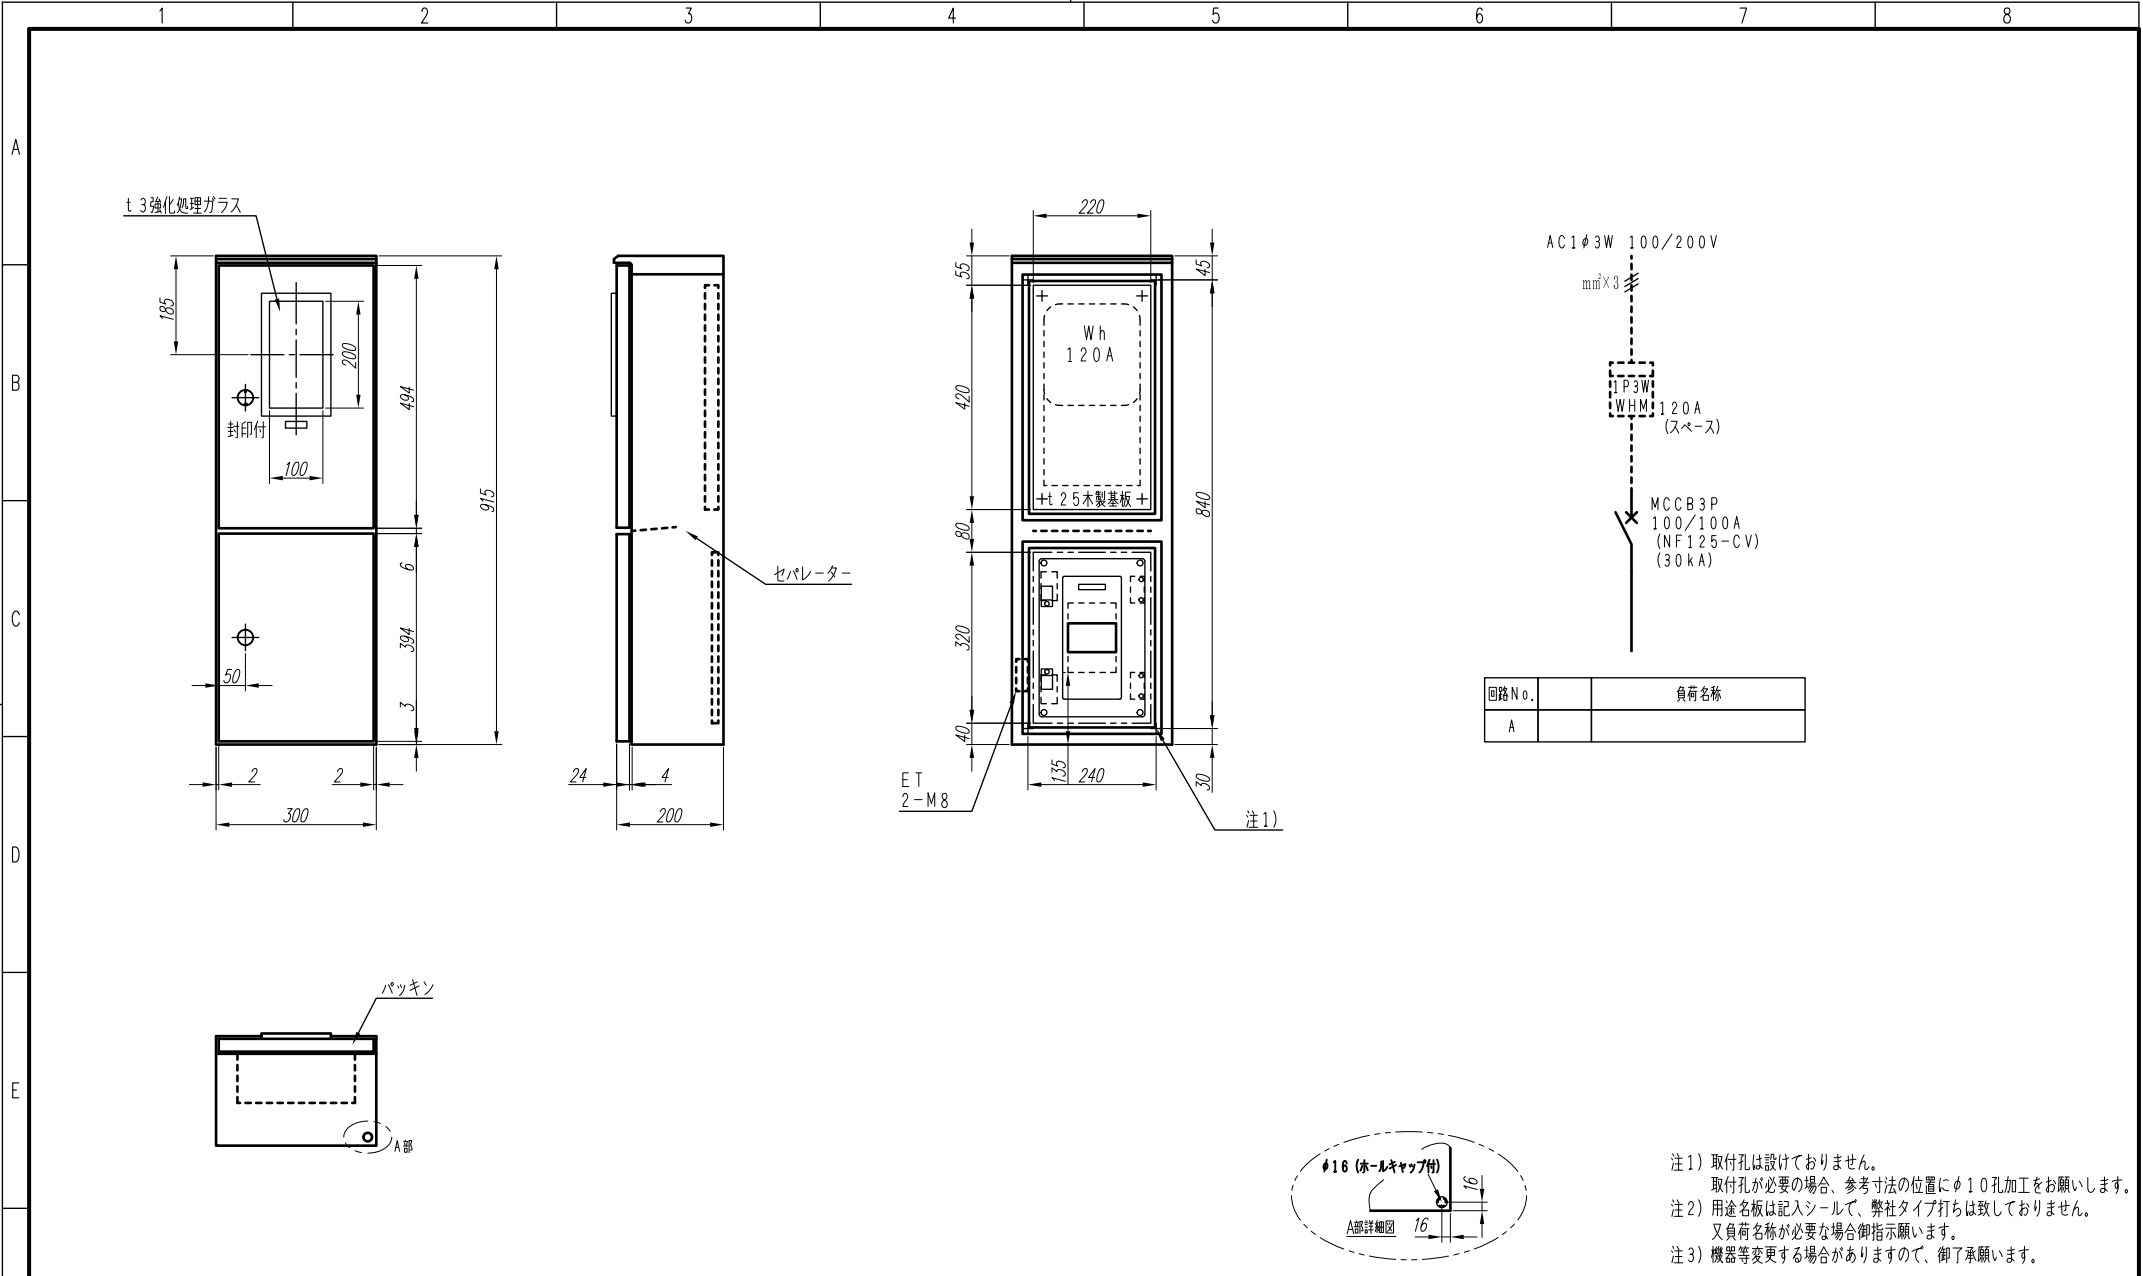 1 2 3 4 5 6 7 8
A
B
C
D
E
t3強化処理ガラス
185
200
封印付
100
494
915
6
394
50
3
2
2
300
セパレーター
24
4
200
220
55
45
Wh
120A
420
840
t25木製基板
80
320
40
135
240
30
ET
2-M8
注1)
AC1φ3W 100/200V
mm²×3
1P3W
WHM
120A
(スペース)
MCCB3P
100/100A
(NF125-CV)
(30kA)
回路No. 負荷名称
A
パッキン
A部
φ16(ホールキャップ付)
16
A部詳細図
16
注1) 取付孔は設けておりません。
取付孔が必要の場合、参考寸法の位置にφ10孔加工をお願いします。
注2) 用途名板は記入シールで、弊社タイプ打ちは致しておりません。
又負荷名称が必要な場合御指示願います。
注3) 機器等変更する場合がありますので、御了承願います。